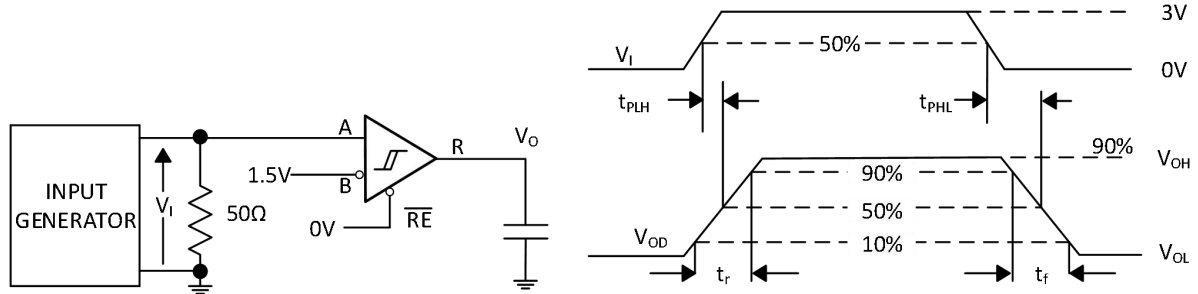 3V
V_I
50%
0V
t_PLH
t_PHL
INPUT
GENERATOR
V_I
50Ω
A
1.5V
B
0V
R̅E̅
R
V_O
90%
V_OH
90%
50%
V_OD
10%
V_OL
t_r
t_f